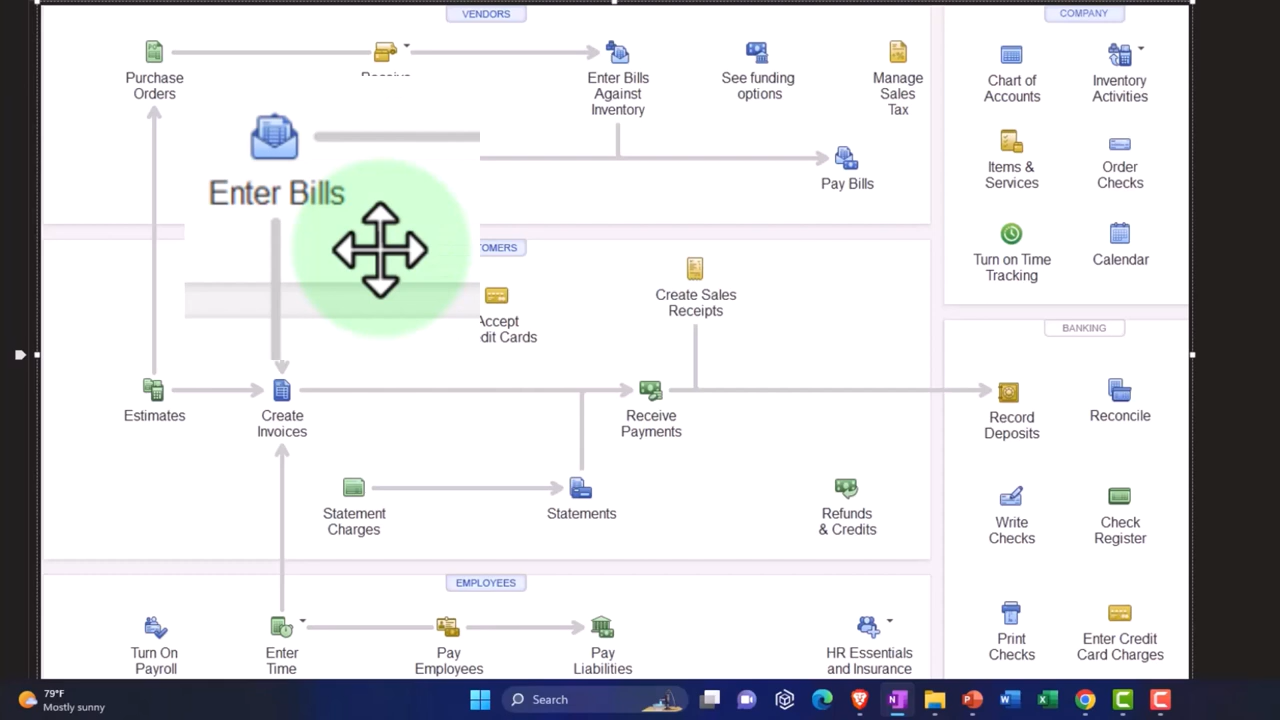 VENDORS
COMPANY
Purchase
Orders
Enter Bills
Against
Inventory
See funding
options
Manage
Sales
Tax
Chart of
Accounts
Inventory
Activities
Enter Bills
Pay Bills
Items &
Services
Order
Checks
Turn on Time
Tracking
Calendar
Accept
Create Sales
Receipts
BANKING
Estimates
Create
Invoices
Receive
Payments
Record
Deposits
Reconcile
Statement
Charges
Statements
Refunds
& Credits
Write
Checks
Check
Register
EMPLOYEES
Turn On
Payroll
Enter
Time
Pay
Employees
Pay
Liabilities
HR Essentials
and Insurance
Print
Checks
Enter Credit
Card Charges
79°F
Mostly sunny
Search